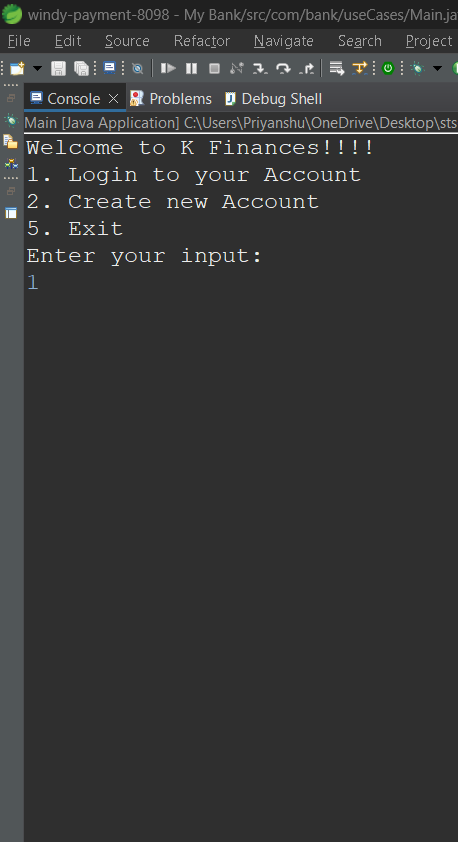 windy-payment-8098 - My Bank/src/com/bank/useCases/Main.ja
File Edit Source Refactor Navigate Search Project
Console Problems Debug Shell
Main [Java Application] C:\Users\Priyanshu\OneDrive\Desktop\sts
Welcome to K Finances!!!!
1. Login to your Account
2. Create new Account
5. Exit
Enter your input:
1